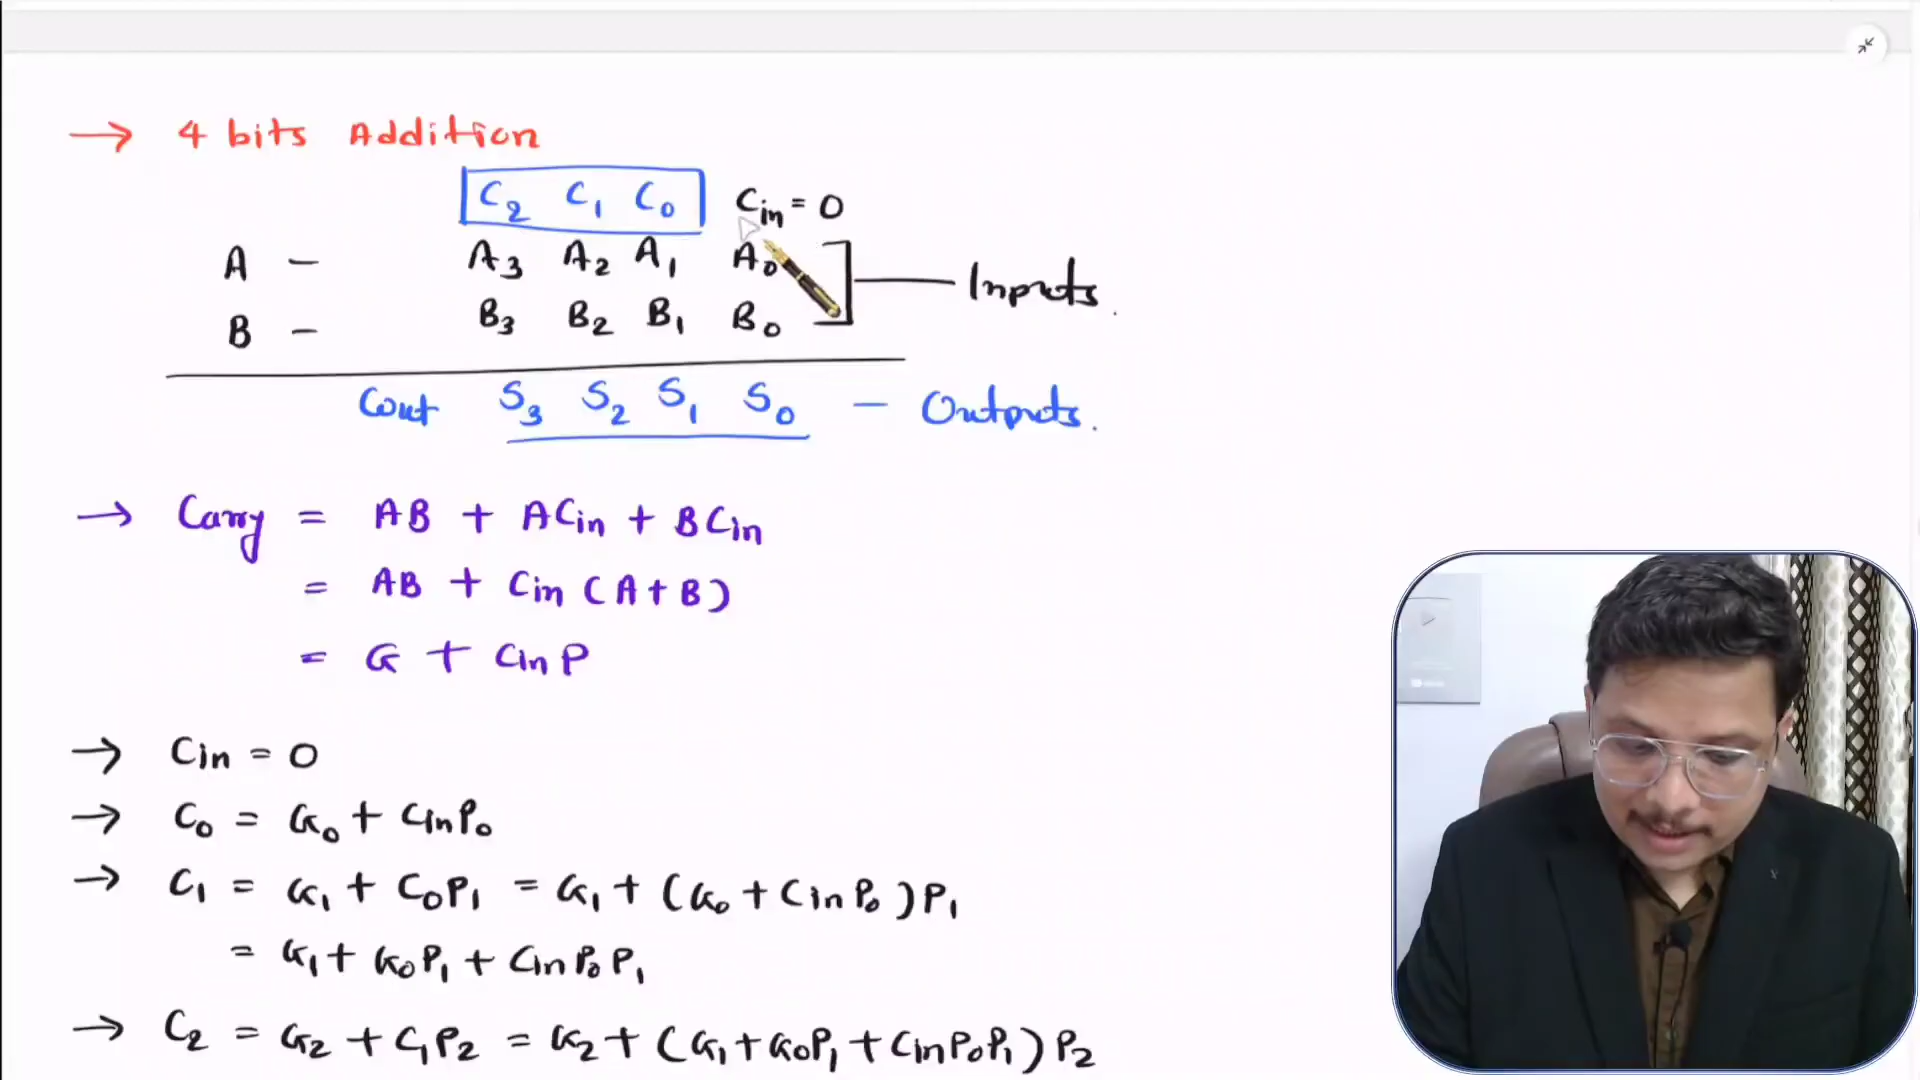 → 4 bits Addition
C₂ C₁ C₀ Cin = 0
A – A₃ A₂ A₁ A₀
Inputs.
B – B₃ B₂ B₁ B₀
Cout S₃ S₂ S₁ S₀ – Outputs.
→ Carry = AB + ACin + BCin
= AB + Cin (A + B)
= G + Cin P
→ Cin = 0
→ C₀ = G₀ + CinP₀
→ C₁ = G₁ + C₀P₁ = G₁ + (G₀ + CinP₀)P₁
= G₁ + G₀P₁ + CinP₀P₁
→ C₂ = G₂ + C₁P₂ = G₂ + (G₁ + G₀P₁ + CinP₀P₁)P₂